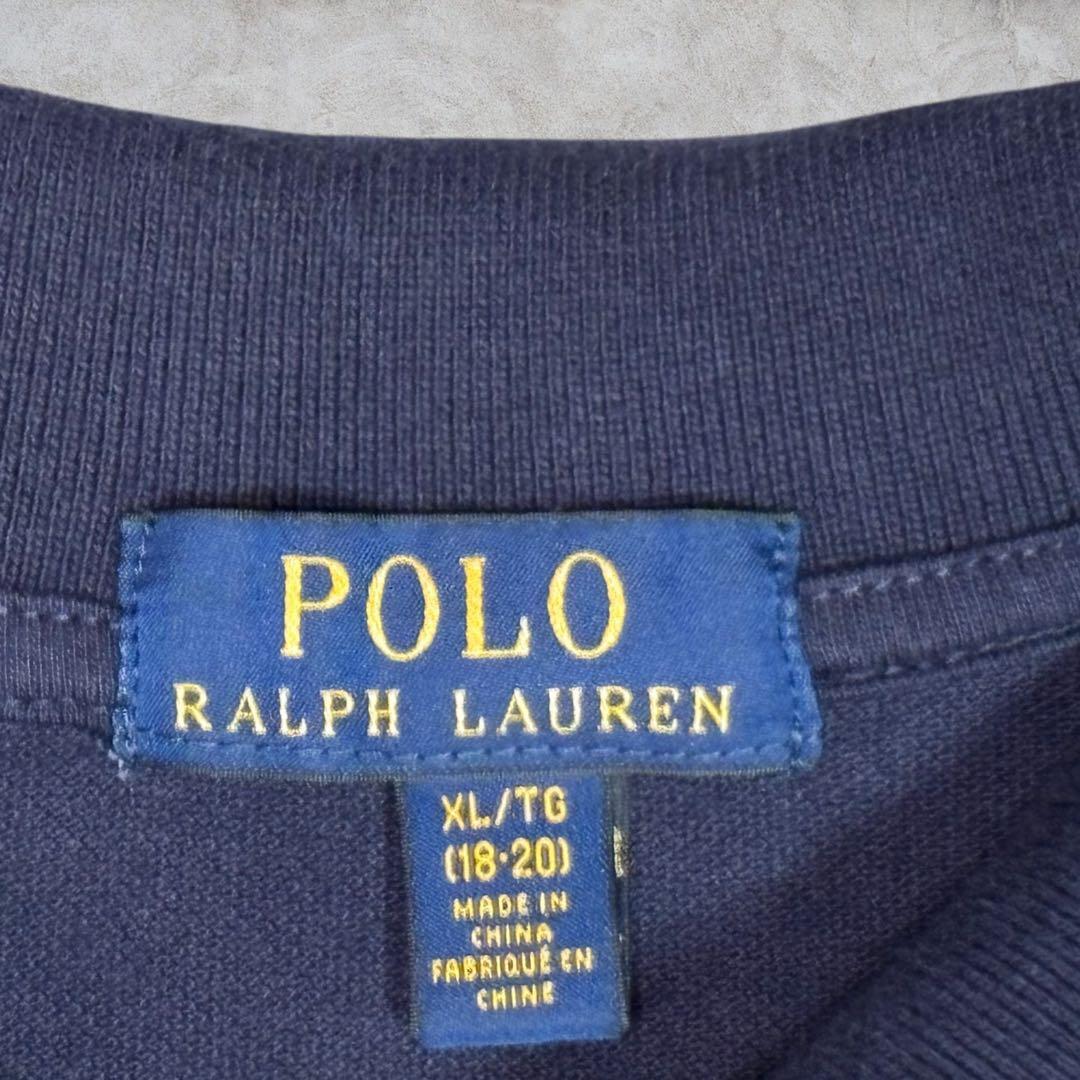 POLO
RALPH LAUREN
XL/TG
(18·20)
MADE IN
CHINA
FABRIQUÉ EN
CHINE